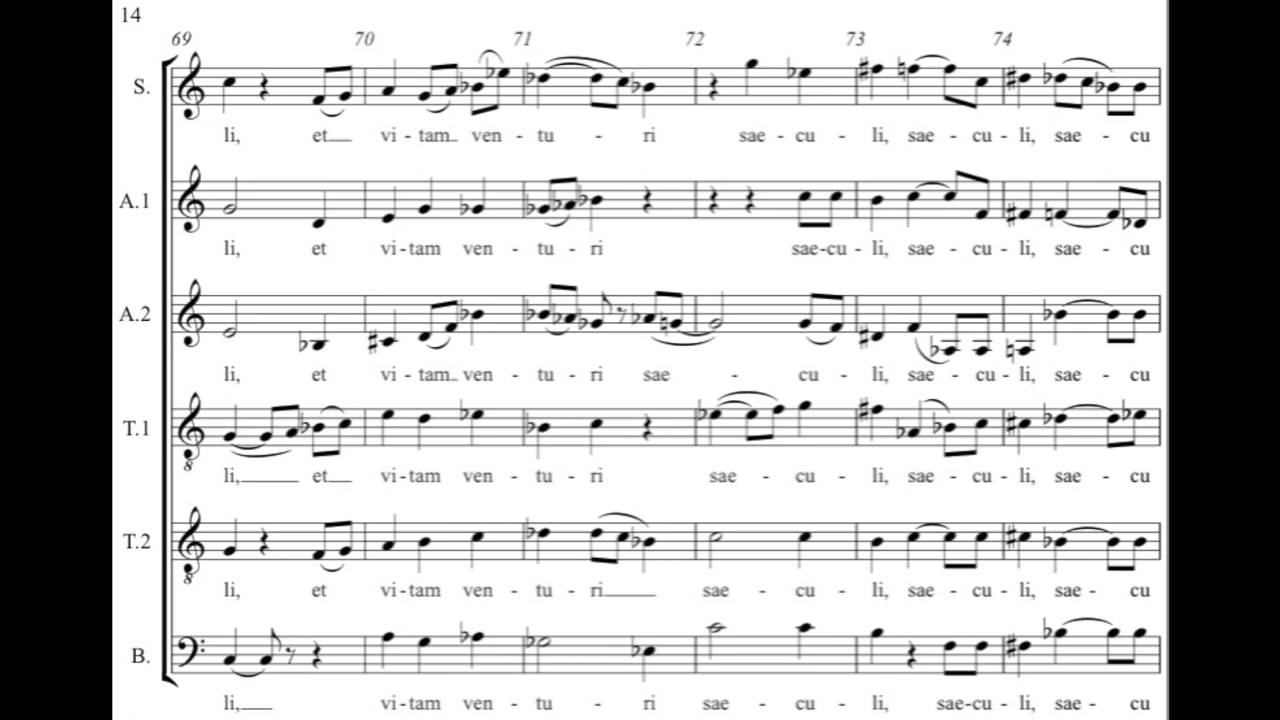 14
69 70 71 72 73 74
S.
li, et vi - tam ven - tu - ri sae - cu - li, sae - cu - li, sae - cu
A.1
li, et vi - tam ven - tu - ri sae - cu - li, sae - cu - li, sae - cu
A.2
li, et vi - tam ven - tu - ri sae - cu - li, sae - cu - li, sae - cu
T.1
li, et vi - tam ven - tu - ri sae - cu - li, sae - cu - li, sae - cu
8
T.2
li, et vi - tam ven - tu - ri sae - cu - li, sae - cu - li, sae - cu
8
B.
li, vi - tam ven - tu - ri sae - cu - li, sae - cu - li, sae - cu